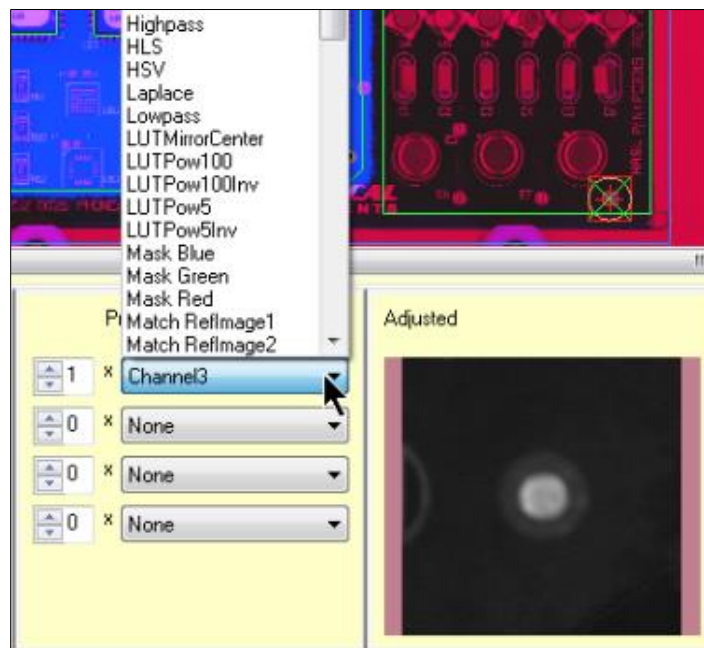 Highpass
HLS
HSV
Laplace
Lowpass
LUTMirrorCenter
LUTPow100
LUTPow100Inv
LUTPow5
LUTPow5Inv
Mask Blue
Mask Green
Mask Red
Match RefImage1
Match RefImage2
Adjusted
1 x Channel3
0 x None
0 x None
0 x None